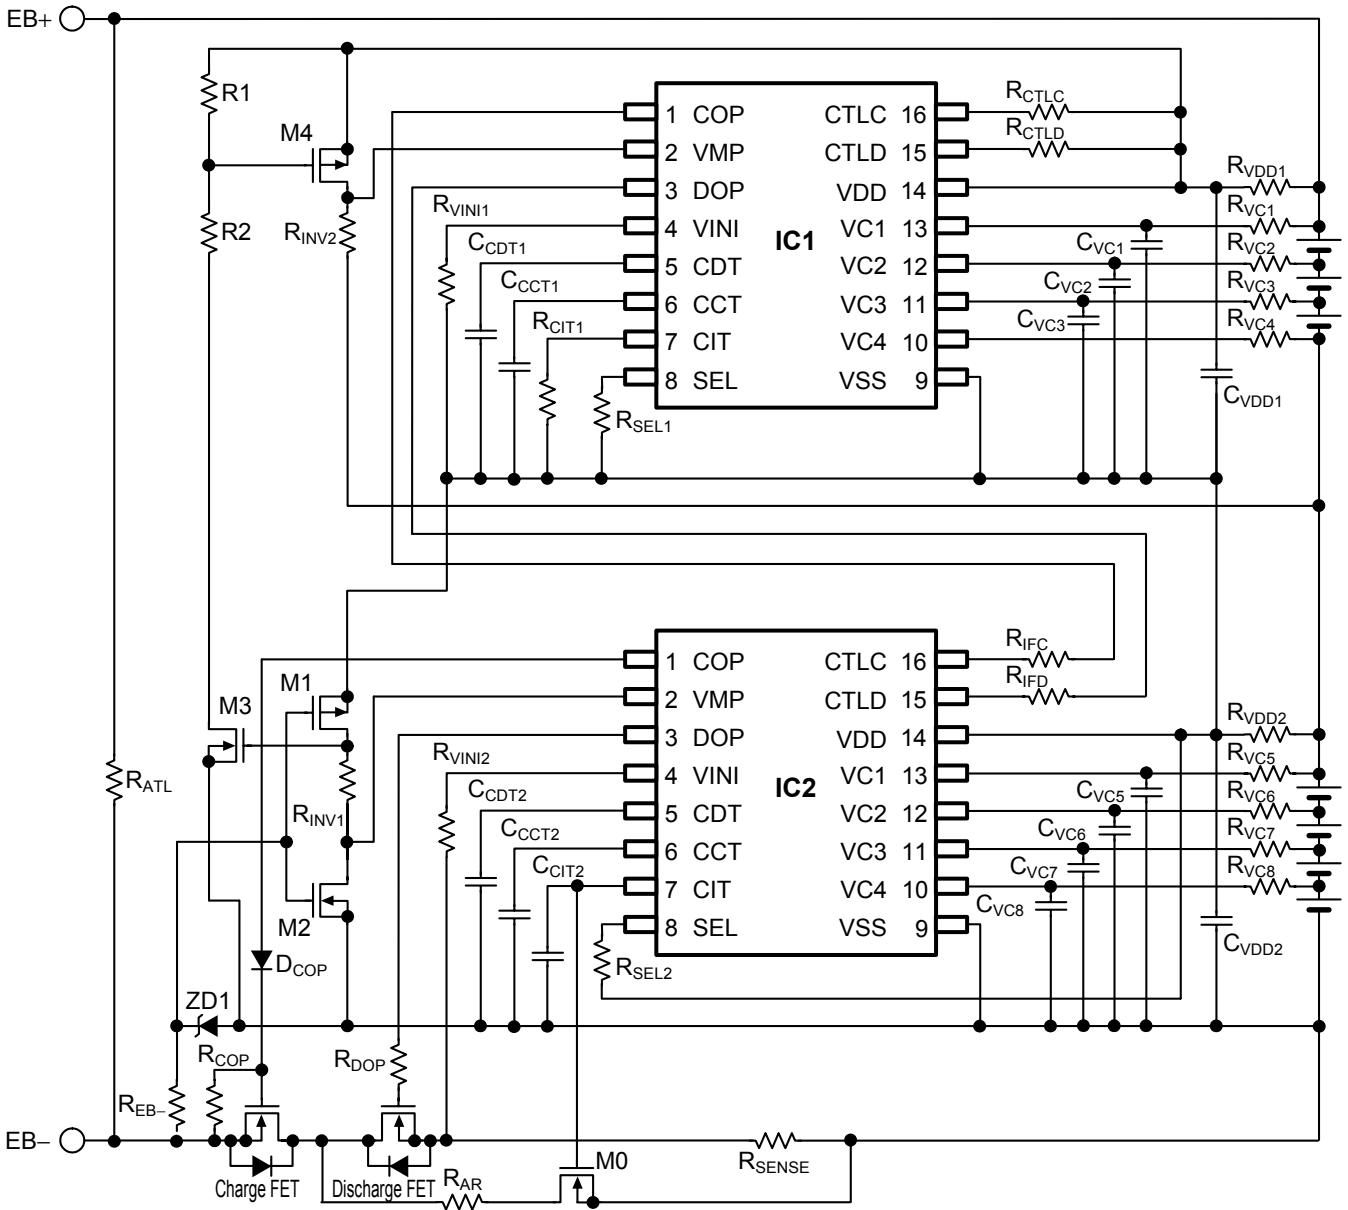 EB+
R1
M4
R2
RINV2
RVINI1
CCDT1
CCCT1
RCIT1
RSEL1
1 COP CTLC 16
2 VMP CTLD 15
3 DOP VDD 14
4 VINI VC1 13
5 CDT VC2 12
6 CCT VC3 11
7 CIT VC4 10
8 SEL VSS 9
IC1
RCTLC
RCTLD
RVDD1
RVC1
RVC2
RVC3
RVC4
CVC1
CVC2
CVC3
CVDD1
M1
M3
RATL
RINV1
M2
DCOP
ZD1
RVINI2
CCDT2
CCCT2
CCIT2
RSEL2
1 COP CTLC 16
2 VMP CTLD 15
3 DOP VDD 14
4 VINI VC1 13
5 CDT VC2 12
6 CCT VC3 11
7 CIT VC4 10
8 SEL VSS 9
IC2
RIFC
RIFD
RVDD2
RVC5
RVC6
RVC7
RVC8
CVC5
CVC6
CVC7
CVC8
CVDD2
RCOP
RDOP
REB−
EB−
Charge FET
Discharge FET
RAR
M0
RSENSE